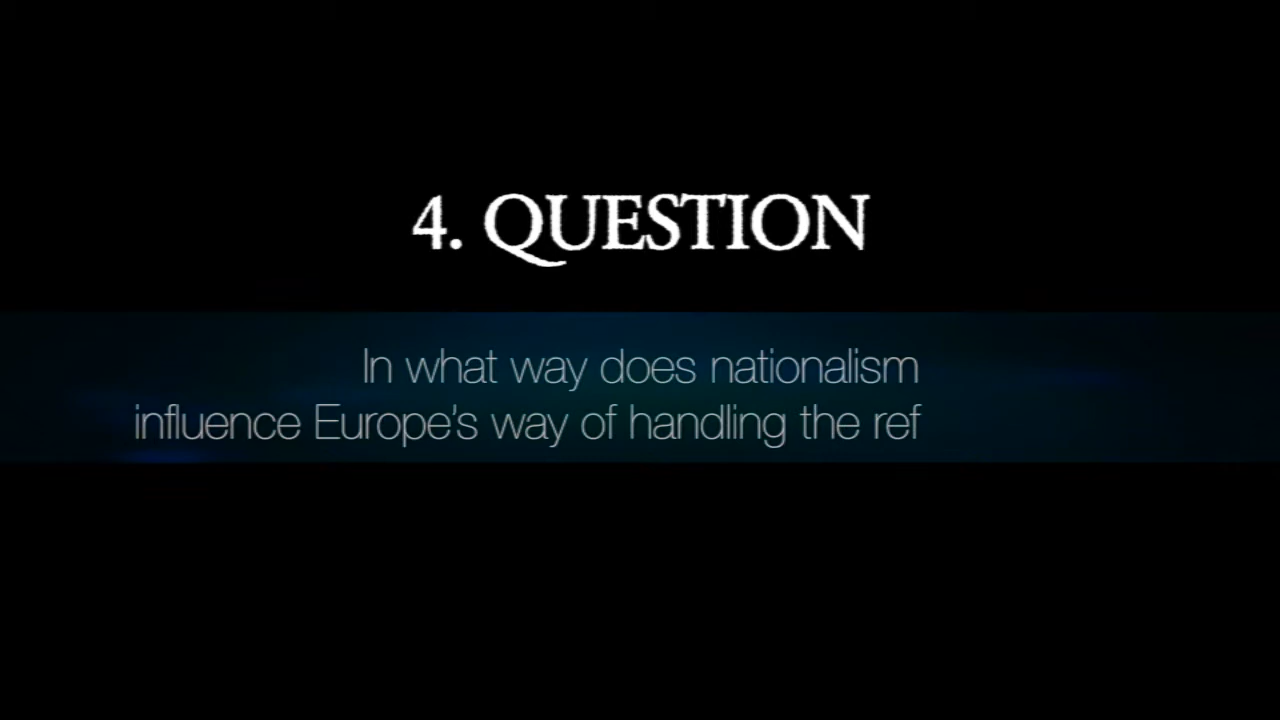 4. QUESTION
In what way does nationalism
influence Europe's way of handling the ref